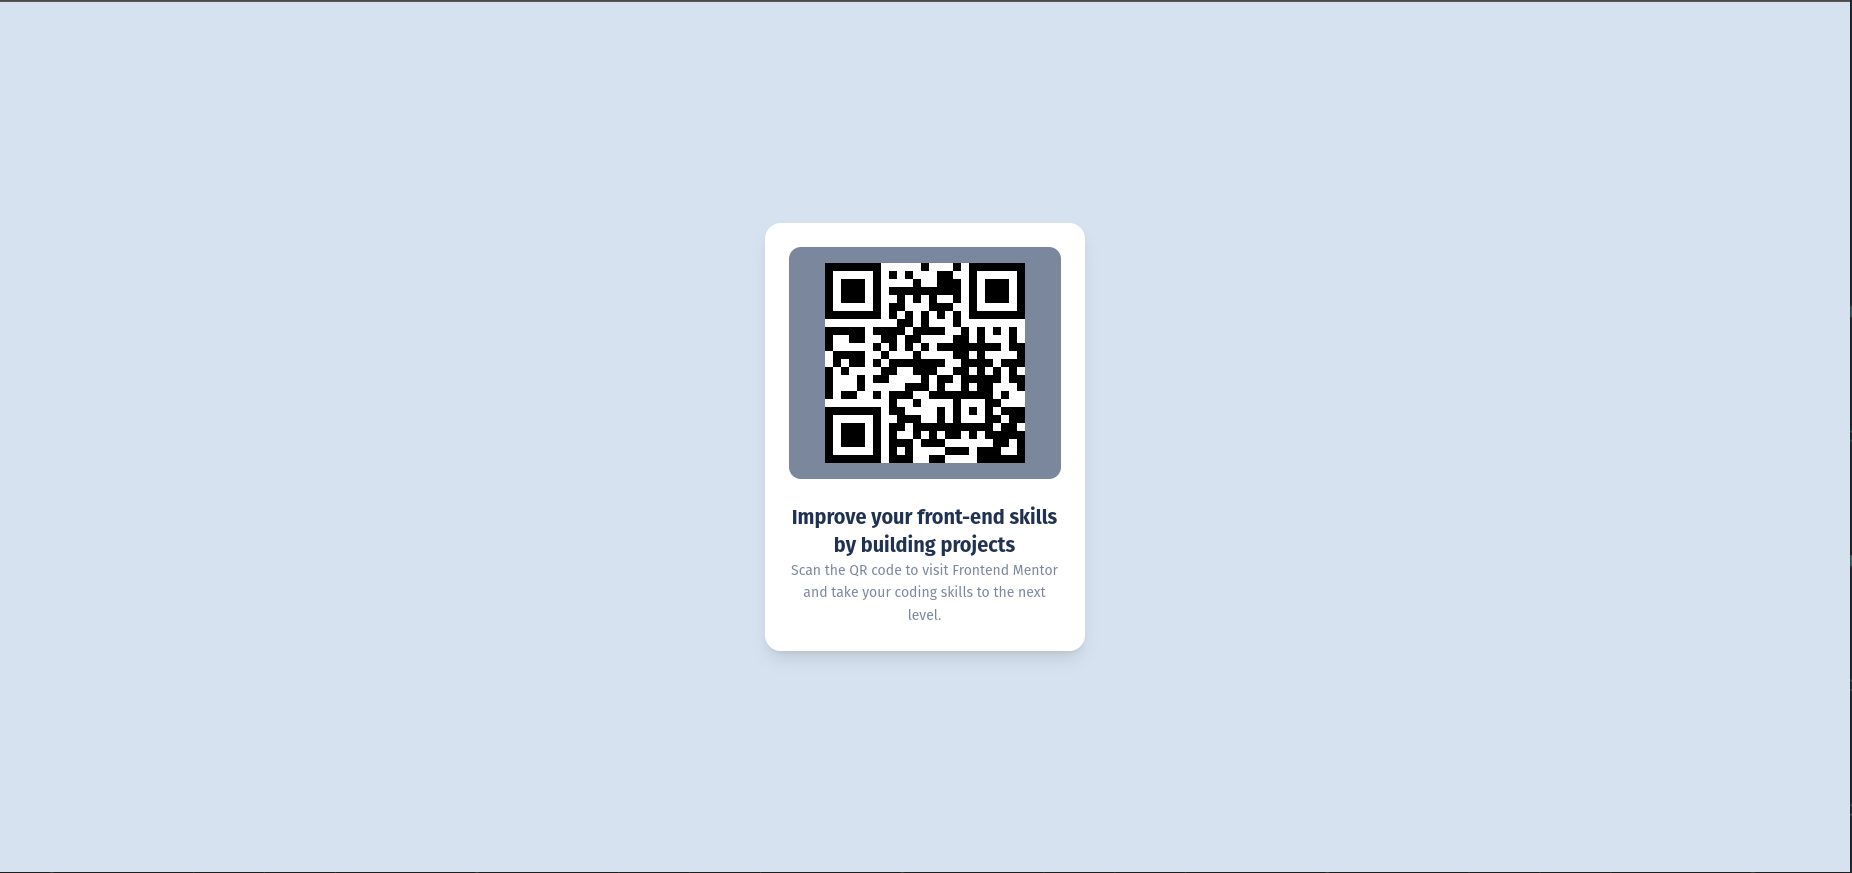 Improve your front-end skills
by building projects
Scan the QR code to visit Frontend Mentor
and take your coding skills to the next
level.